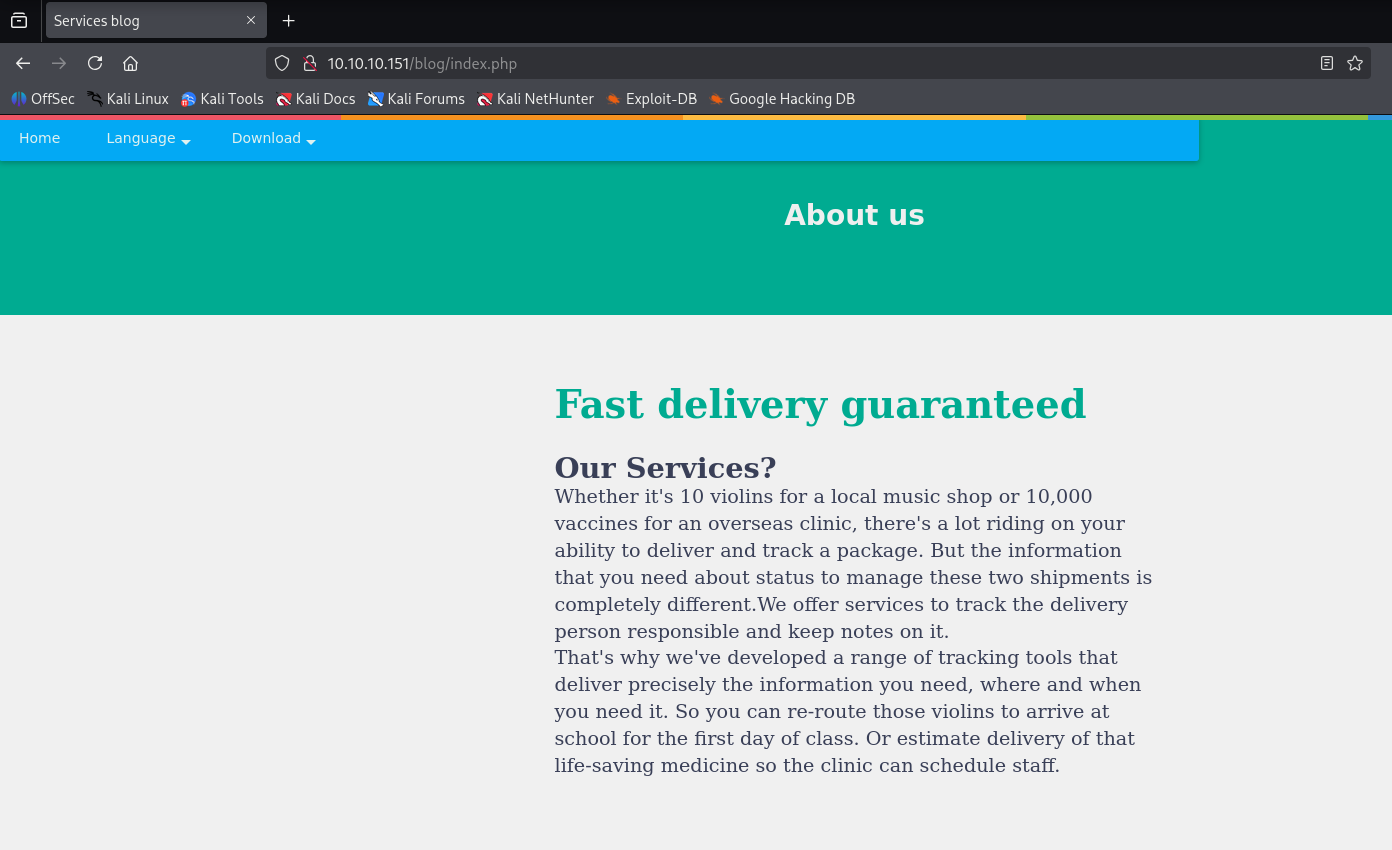 Services blog
10.10.10.151/blog/index.php
OffSec Kali Linux Kali Tools Kali Docs Kali Forums Kali NetHunter Exploit-DB Google Hacking DB
Home Language Download
About us
Fast delivery guaranteed
Our Services?
Whether it's 10 violins for a local music shop or 10,000
vaccines for an overseas clinic, there's a lot riding on your
ability to deliver and track a package. But the information
that you need about status to manage these two shipments is
completely different.We offer services to track the delivery
person responsible and keep notes on it.
That's why we've developed a range of tracking tools that
deliver precisely the information you need, where and when
you need it. So you can re-route those violins to arrive at
school for the first day of class. Or estimate delivery of that
life-saving medicine so the clinic can schedule staff.